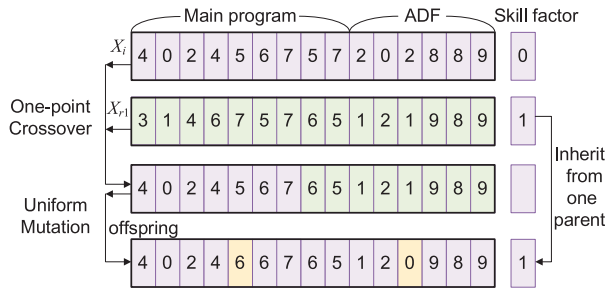 Main program ADF Skill factor
X_i 4 0 2 4 5 6 7 5 7 2 0 2 8 8 9 0
One-point
Crossover
X_r1 3 1 4 6 7 5 7 6 5 1 2 1 9 8 9 1
4 0 2 4 5 6 7 6 5 1 2 1 9 8 9
Inherit
from
one
parent
Uniform
Mutation
offspring
4 0 2 4 6 6 7 6 5 1 2 0 9 8 9 1